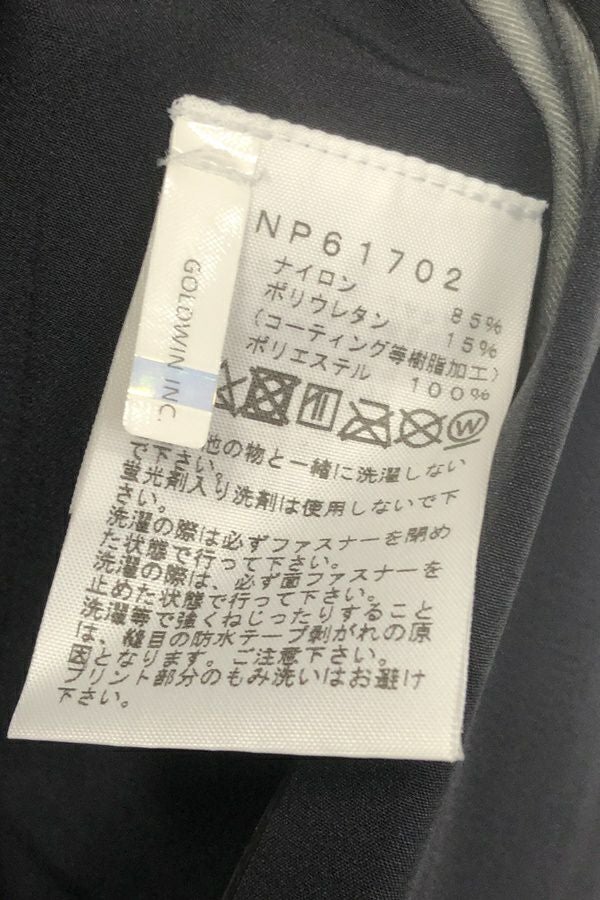 GOLDWIN INC.
NP61702
ナイロン 85%
ポリウレタン 15%
(コーティング等樹脂加工)
ポリエステル 100%
W
他の物と一緒に洗濯しない
で下さい。
蛍光剤入り洗剤は使用しないで下
さい。
洗濯の際は必ずファスナーを閉め
た状態で行って下さい。
洗濯の際は、必ず面ファスナーを
止めた状態で行って下さい。
洗濯等で強くねじったりすること
は、縫目の防水テープ剥がれの原
因となります。ご注意下さい。
プリント部分のもみ洗いはお避け
下さい。